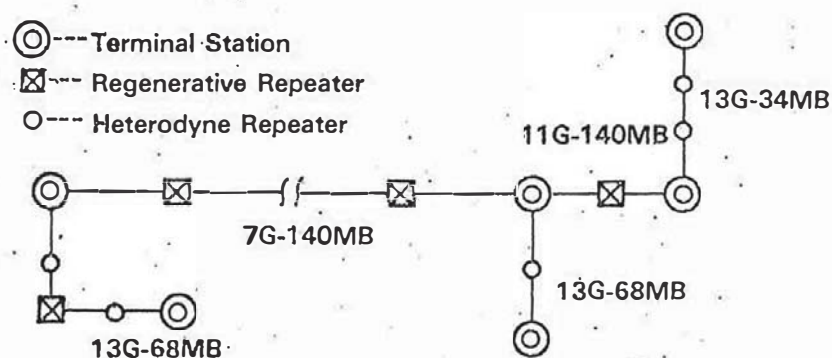 Terminal Station
Regenerative Repeater
Heterodyne Repeater
13G-34MB
11G-140MB
7G-140MB
13G-68MB
13G-68MB